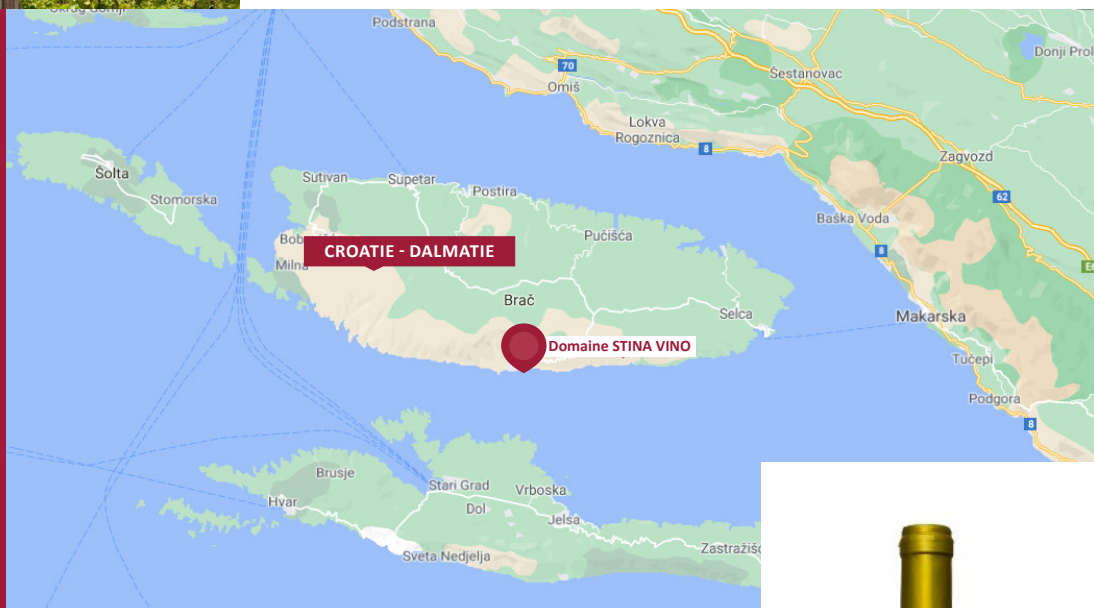 Podstrana
Donji Prol
70
Šestanovac
Omiš
Lokva
Rogoznica
8
Zagvozd
Šolta
Stomorska
Sutivan
Supetar
Postira
62
Baška Voda
Pučišća
8
CROATIE - DALMATIE
Milna
Brač
Selca
Makarska
Domaine STINA VINO
Tučepi
Podgora
8
Brusje
Stari Grad
Vrboska
Hvar
Dol
Jelsa
Sveta Nedjelja